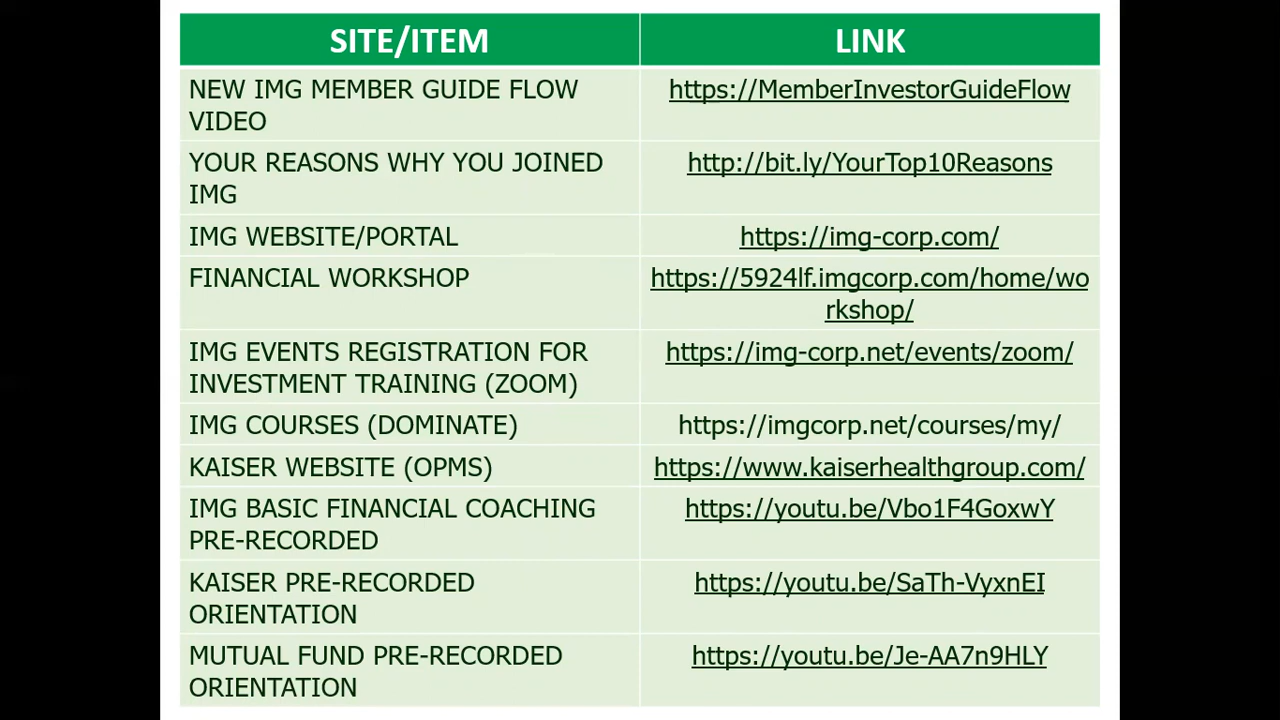 SITE/ITEM LINK
NEW IMG MEMBER GUIDE FLOW https://MemberInvestorGuideFlow
VIDEO
YOUR REASONS WHY YOU JOINED http://bit.ly/YourTop10Reasons
IMG
IMG WEBSITE/PORTAL https://img-corp.com/
FINANCIAL WORKSHOP https://5924lf.imgcorp.com/home/wo
rkshop/
IMG EVENTS REGISTRATION FOR https://img-corp.net/events/zoom/
INVESTMENT TRAINING (ZOOM)
IMG COURSES (DOMINATE) https://imgcorp.net/courses/my/
KAISER WEBSITE (OPMS) https://www.kaiserhealthgroup.com/
IMG BASIC FINANCIAL COACHING https://youtu.be/Vbo1F4GoxwY
PRE-RECORDED
KAISER PRE-RECORDED https://youtu.be/SaTh-VyxnEI
ORIENTATION
MUTUAL FUND PRE-RECORDED https://youtu.be/Je-AA7n9HLY
ORIENTATION